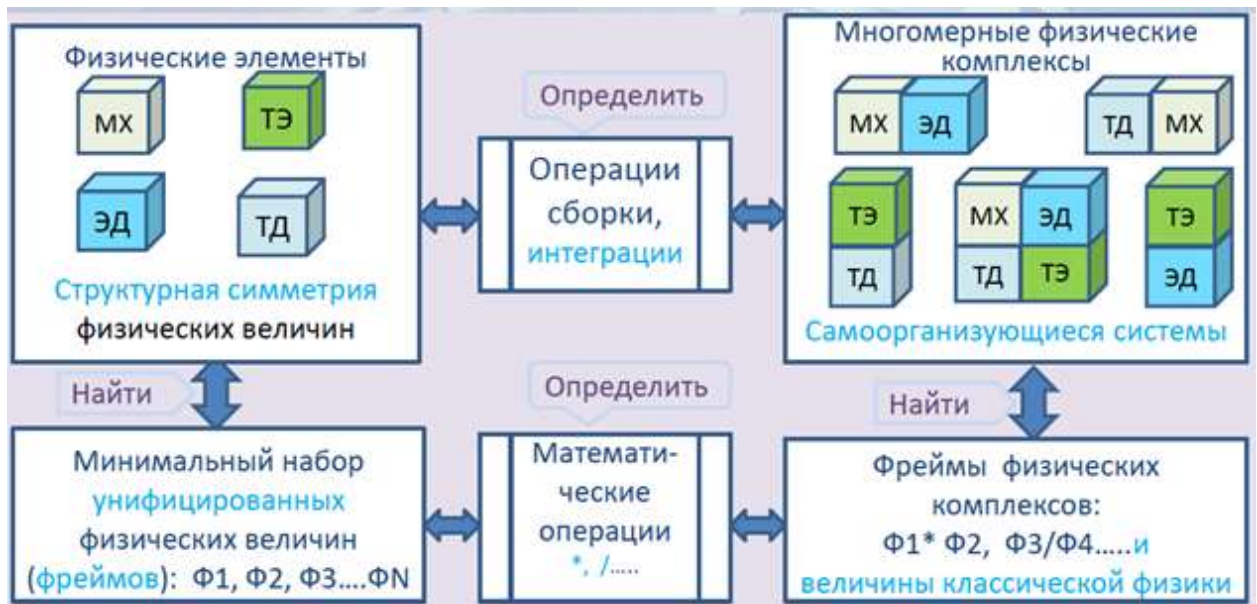 Физические элементы
МХ
ТЭ
ЭД
ТД
Структурная симметрия
физических величин
Определить
Операции
сборки,
интеграции
Многомерные физические
комплексы
МХ ЭД
ТД МХ
ТЭ
ТД
МХ ЭД
ТД ТЭ
ТЭ
ЭД
Самоорганизующиеся системы
Найти
Определить
Найти
Минимальный набор
унифицированных
физических величин
(фреймов): Ф1, Ф2, Ф3....ФN
Математи-
ческие
операции
*, /.....
Фреймы физических
комплексов:
Ф1* Ф2, Ф3/Ф4.....и
величины классической физики